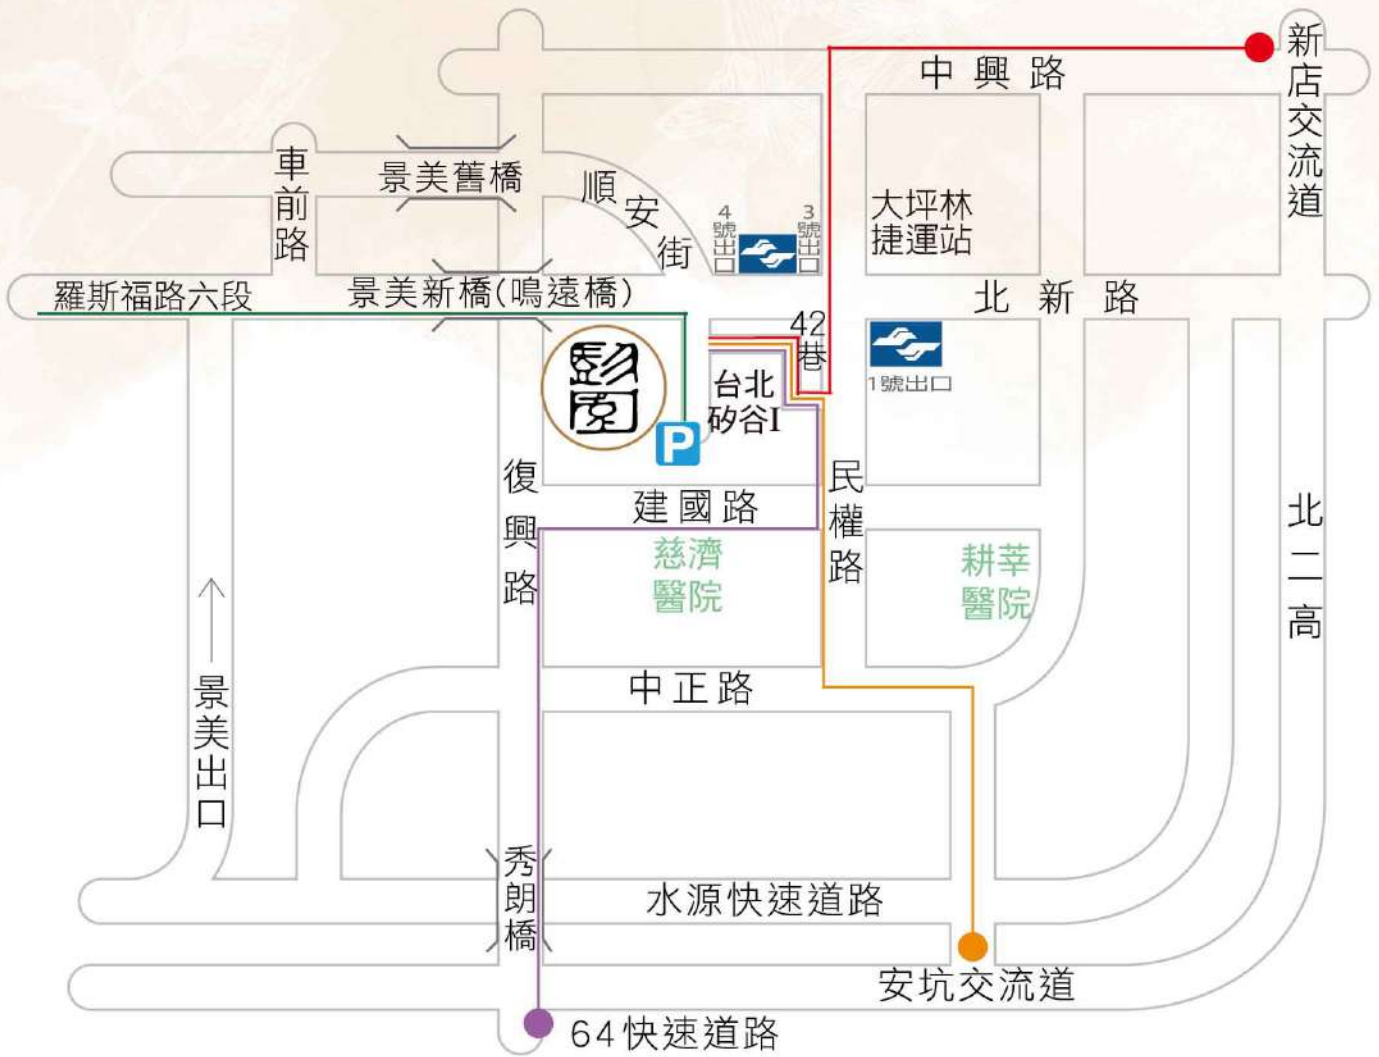 新店交流道
中興路
車前路
景美舊橋
順安街
4號出口
3號出口
大坪林
捷運站
羅斯福路六段
景美新橋(鳴遠橋)
北新路
42巷
1號出口
彭園
台北
矽谷I
P
復興路
建國路
民權路
慈濟
醫院
耕莘
醫院
北二高
中正路
景美出口
秀朗橋
水源快速道路
安坑交流道
64快速道路